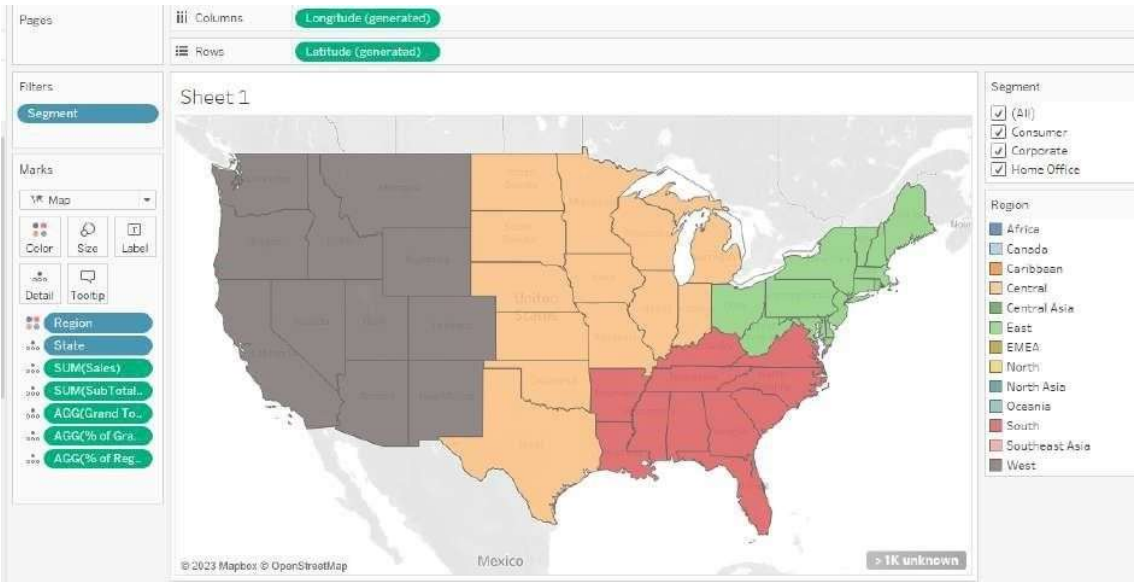 Pages
Columns
Longitude (generated)
Rows
Latitude (generated)
Filters
Segment
Marks
Map
Color
Size
Label
Detail
Tooltip
Region
State
SUM(Sales)
SUM(SubTotal..
AGG(Grand To..
AGG(% of Gra..
AGG(% of Reg..
Sheet 1
United
States
Mexico
© 2023 Mapbox © OpenStreetMap
> 1K unknown
Segment
(All)
Consumer
Corporate
Home Office
Region
Africa
Canada
Caribbean
Central
Central Asia
East
EMEA
North
North Asia
Oceania
South
Southeast Asia
West